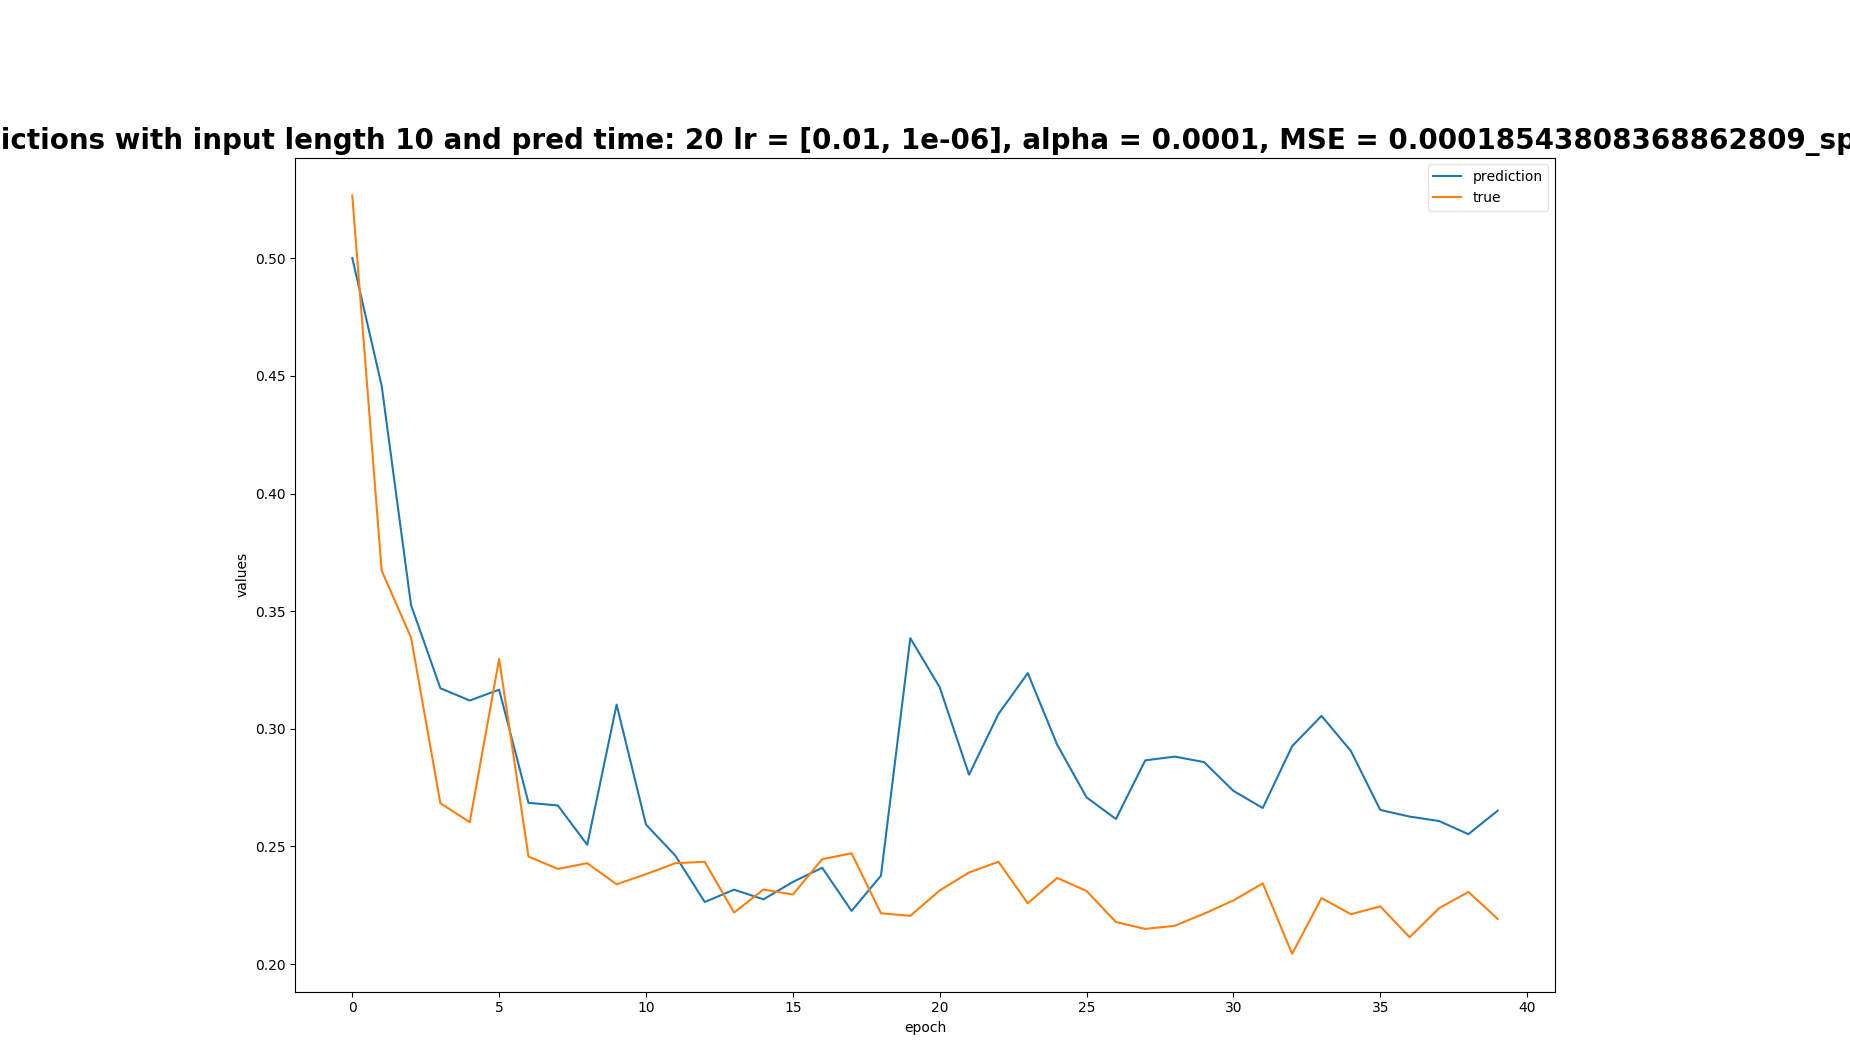 ictions with input length 10 and pred time: 20 lr = [0.01, 1e-06], alpha = 0.0001, MSE = 0.00018543808368862809_sp
prediction
true
0.50
0.45
0.40
0.35
0.30
0.25
0.20
values
0 5 10 15 20 25 30 35 40
epoch